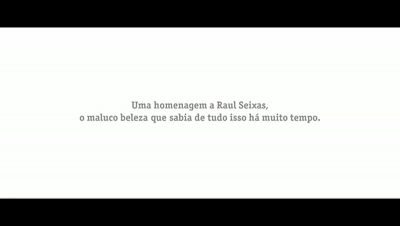 Uma homenagem a Raul Seixas,
o maluco beleza que sabia de tudo isso há muito tempo.